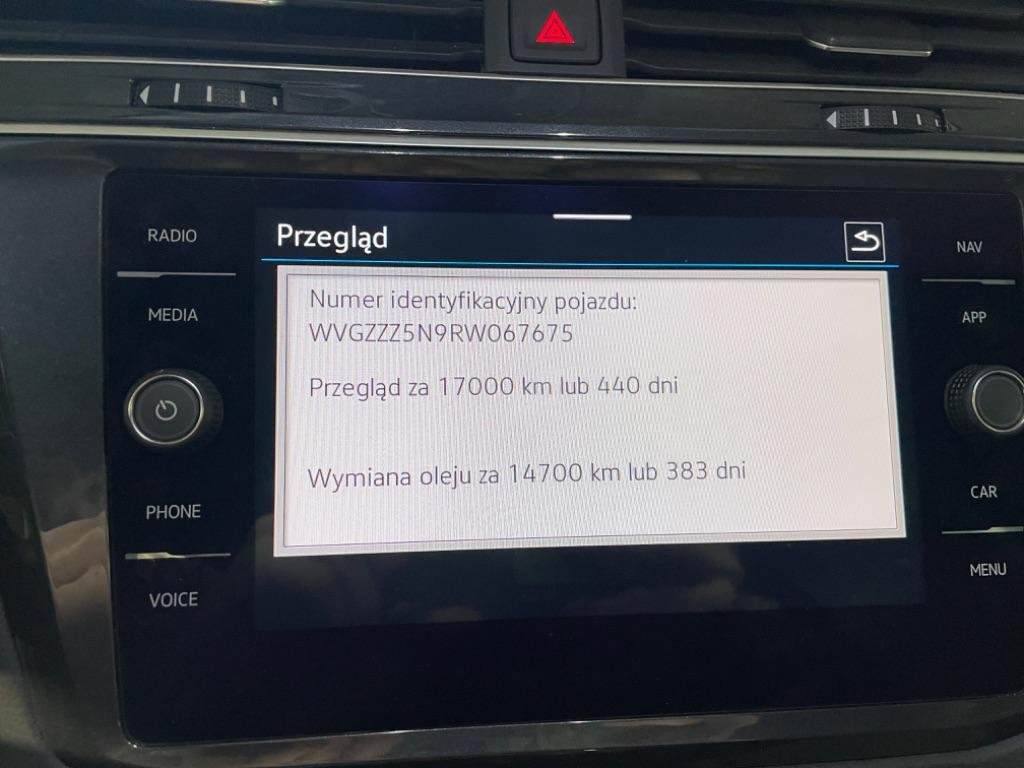 RADIO
MEDIA
PHONE
VOICE
Przegląd
Numer identyfikacyjny pojazdu:
WVGZZZ5N9RW067675
Przegląd za 17000 km lub 440 dni
Wymiana oleju za 14700 km lub 383 dni
NAV
APP
CAR
MENU